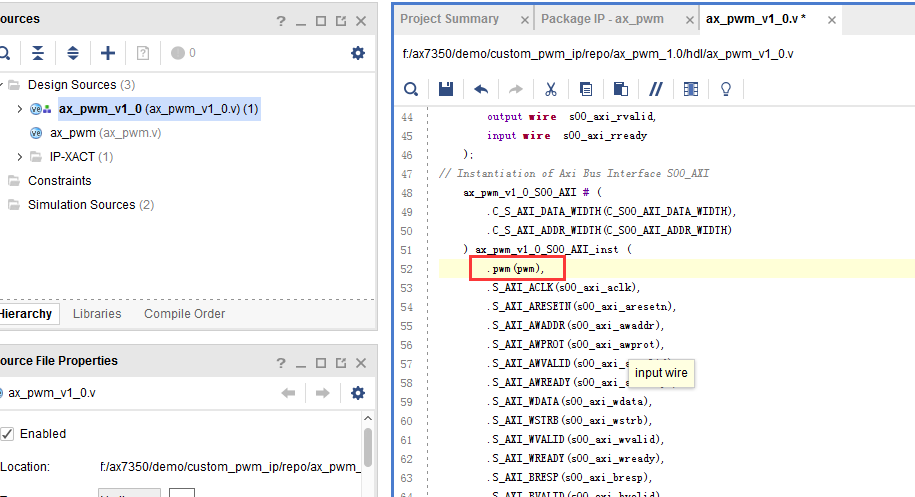 ources
0
Design Sources (3)
ax_pwm_v1_0 (ax_pwm_v1_0.v) (1)
ax_pwm (ax_pwm.v)
IP-XACT (1)
Constraints
Simulation Sources (2)
Hierarchy Libraries Compile Order
ource File Properties
ax_pwm_v1_0.v
Enabled
Location: f:/ax7350/demo/custom_pwm_ip/repo/ax_pwm_
Project Summary Package IP - ax_pwm ax_pwm_v1_0.v *
f:/ax7350/demo/custom_pwm_ip/repo/ax_pwm_1.0/hdl/ax_pwm_v1_0.v
44 output wire s00_axi_rvalid,
45 input wire s00_axi_rready
46 );
47 // Instantiation of Axi Bus Interface S00_AXI
48 ax_pwm_v1_0_S00_AXI # (
49 .C_S_AXI_DATA_WIDTH(C_S00_AXI_DATA_WIDTH),
50 .C_S_AXI_ADDR_WIDTH(C_S00_AXI_ADDR_WIDTH)
51 ) ax_pwm_v1_0_S00_AXI_inst (
52 .pwm(pwm),
53 .S_AXI_ACLK(s00_axi_aclk),
54 .S_AXI_ARESETN(s00_axi_aresetn),
55 .S_AXI_AWADDR(s00_axi_awaddr),
56 .S_AXI_AWPROT(s00_axi_awprot),
57 .S_AXI_AWVALID(s00_axi_a
58 .S_AXI_AWREADY(s00_axi_a
input wire
59 .S_AXI_WDATA(s00_axi_wdata),
60 .S_AXI_WSTRB(s00_axi_wstrb),
61 .S_AXI_WVALID(s00_axi_wvalid),
62 .S_AXI_WREADY(s00_axi_wready),
63 .S_AXI_BRESP(s00_axi_bresp),